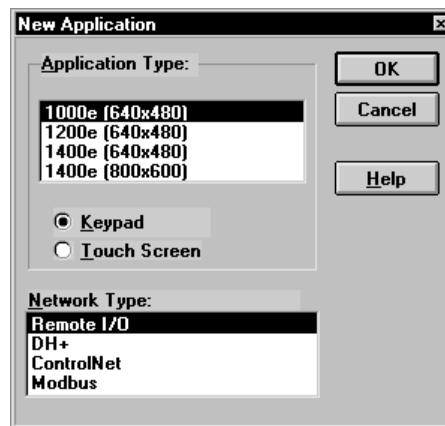 New Application
Application Type:
OK
1000e (640x480)
1200e (640x480)
1400e (640x480)
1400e (800x600)
Cancel
Help
Keypad
Touch Screen
Network Type:
Remote I/O
DH+
ControlNet
Modbus